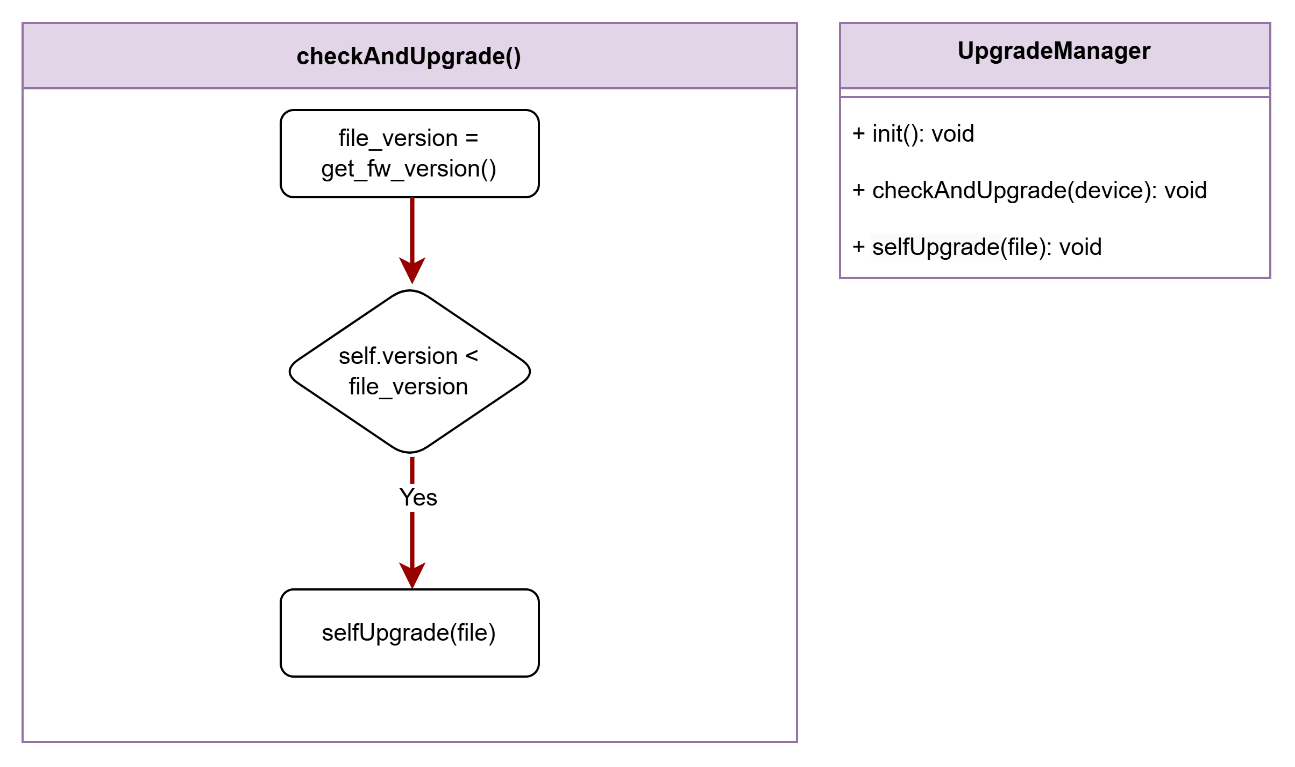 checkAndUpgrade()
file_version =
get_fw_version()
self.version <
file_version
Yes
selfUpgrade(file)
UpgradeManager
+ init(): void
+ checkAndUpgrade(device): void
+ selfUpgrade(file): void